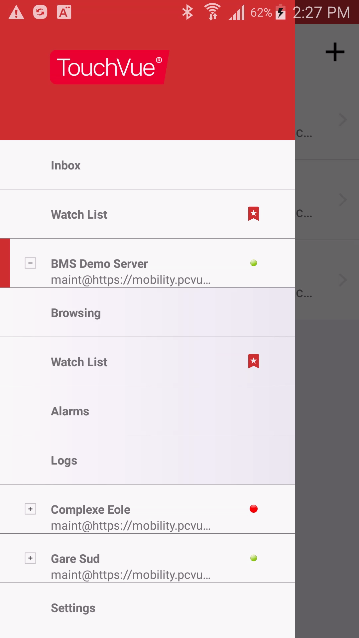 62% 2:27 PM
TouchVue®
Inbox
Watch List
BMS Demo Server
maint@https://mobility.pcvu...
Browsing
Watch List
Alarms
Logs
Complexe Eole
maint@https://mobility.pcvu...
Gare Sud
maint@https://mobility.pcvu...
Settings
c...
c...
c...